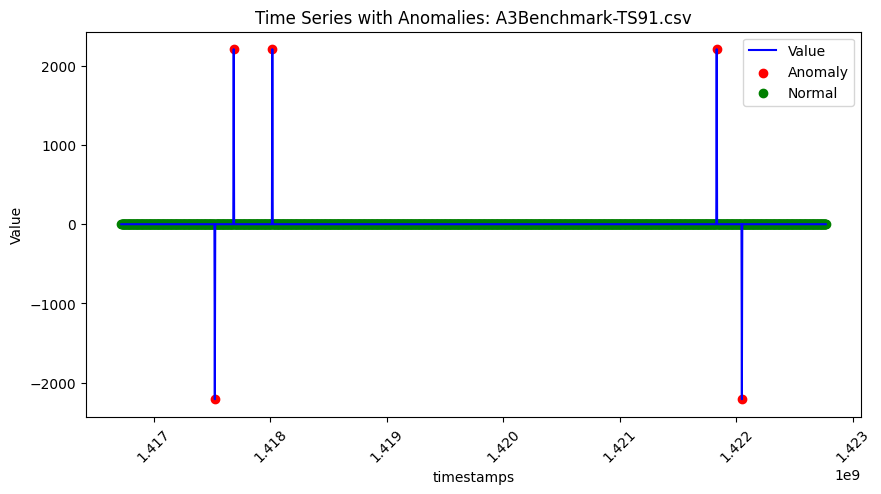 Time Series with Anomalies: A3Benchmark-TS91.csv
Value
Anomaly
Normal
2000
1000
0
−1000
−2000
Value
1.417
1.418
1.419
1.420
1.421
1.422
1.423
1e9
timestamps